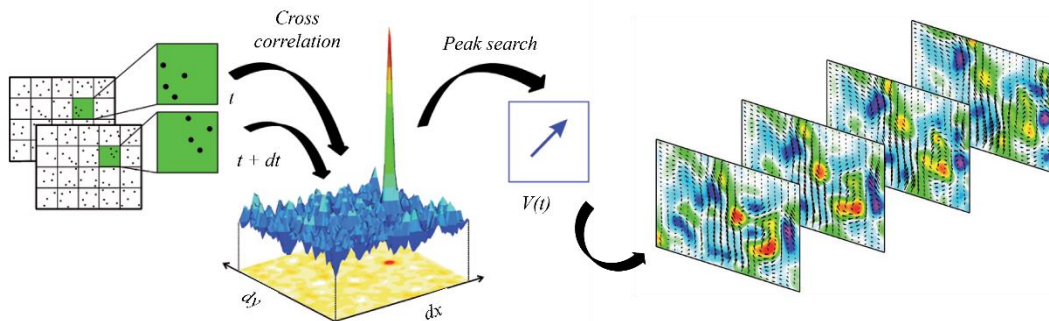 Cross
correlation
Peak search
t
t + dt
V(t)
dy
dx